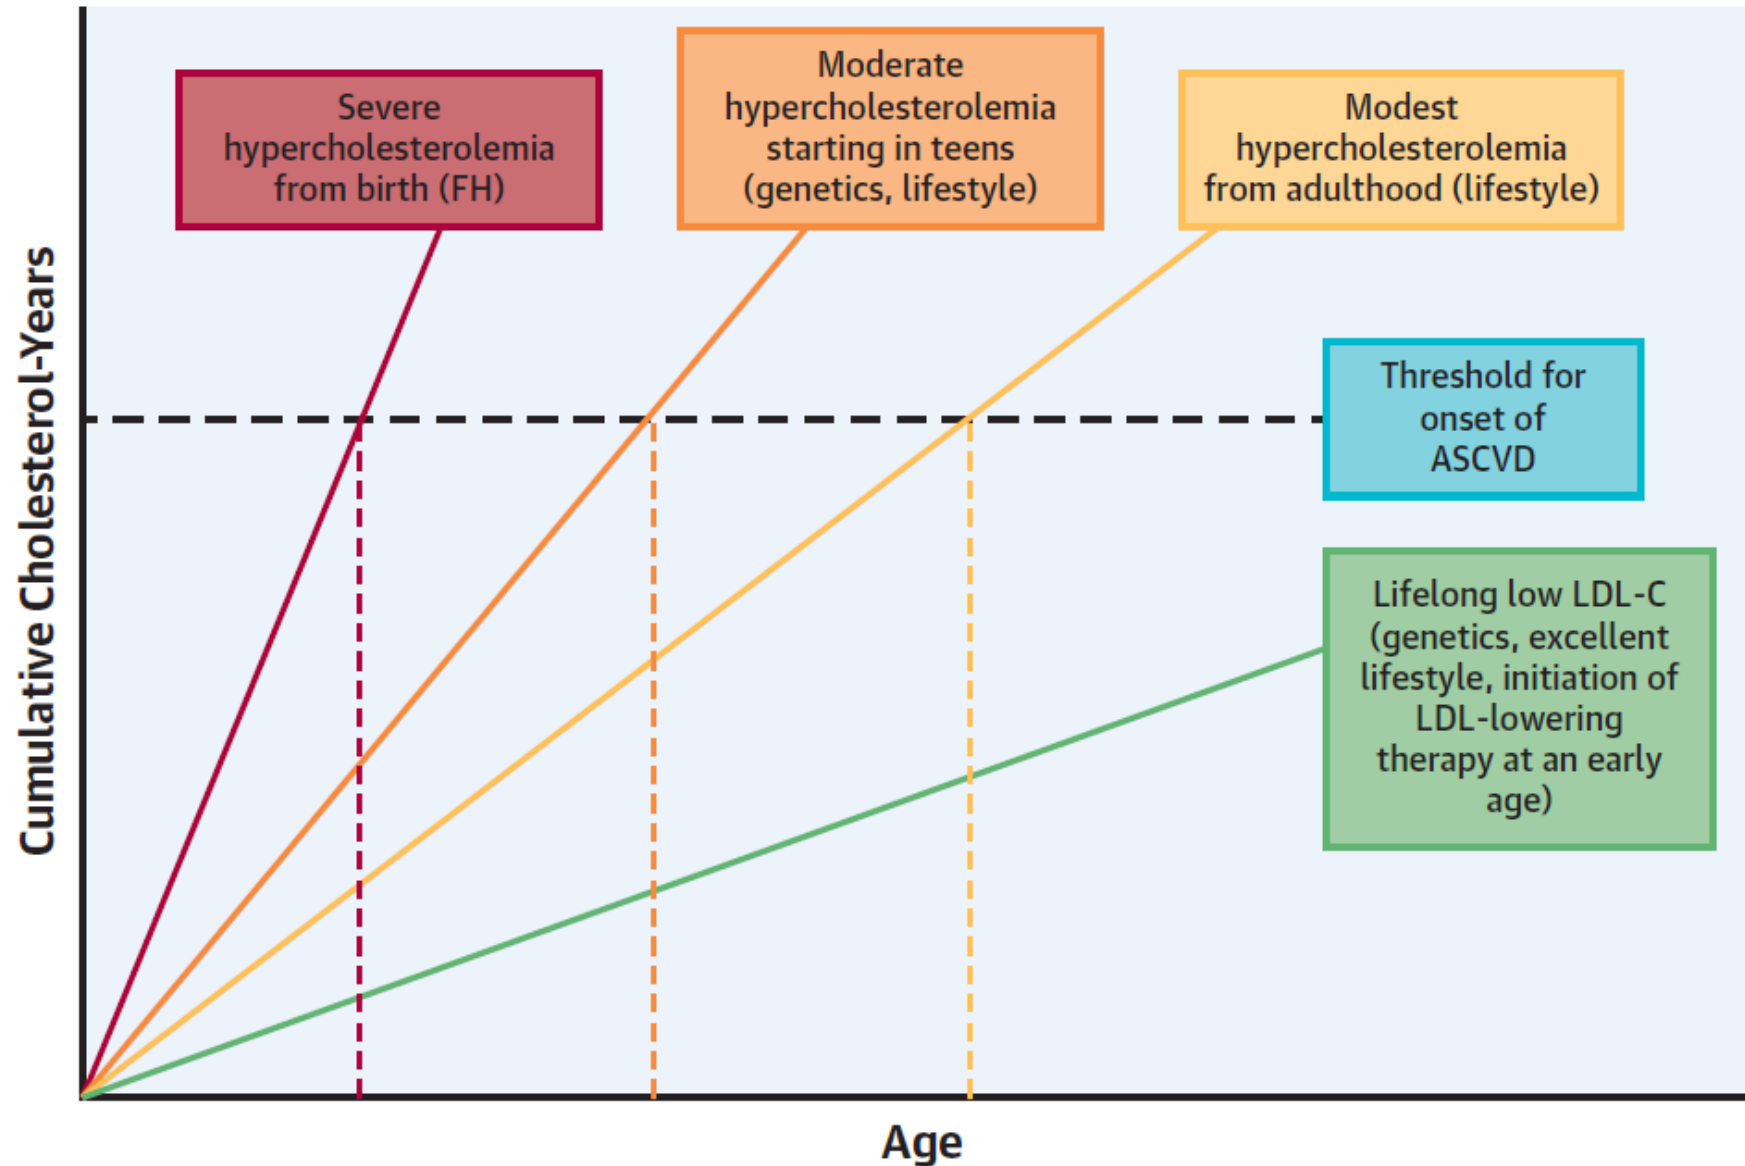 Severe
hypercholesterolemia
from birth (FH)
Moderate
hypercholesterolemia
starting in teens
(genetics, lifestyle)
Modest
hypercholesterolemia
from adulthood (lifestyle)
Threshold for
onset of
ASCVD
Lifelong low LDL-C
(genetics, excellent
lifestyle, initiation of
LDL-lowering
therapy at an early
age)
Cumulative Cholesterol-Years
Age